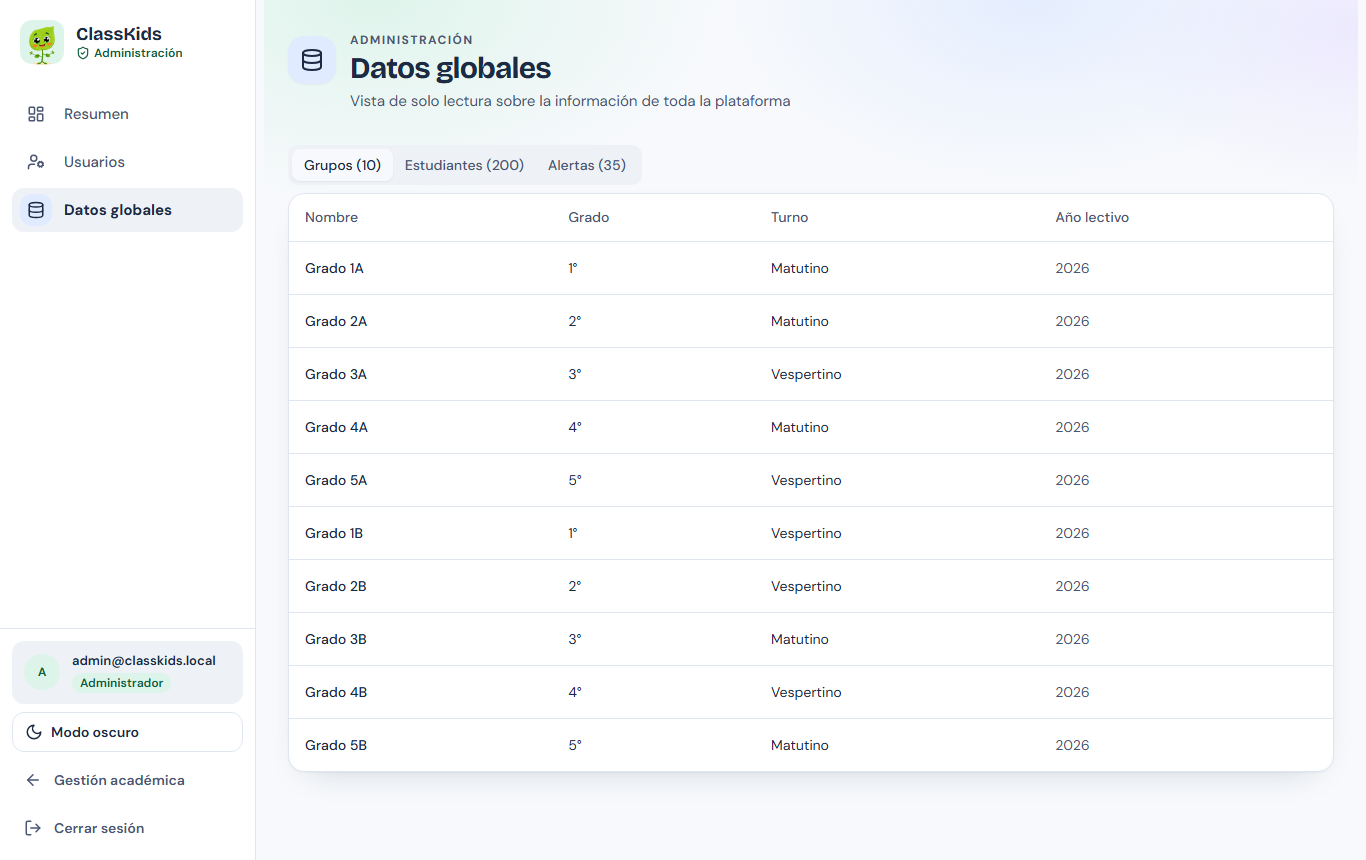 ClassKids
Administración
Resumen
Usuarios
Datos globales
admin@classkids.local
A
Administrador
Modo oscuro
Gestión académica
Cerrar sesión
ADMINISTRACIÓN
Datos globales
Vista de solo lectura sobre la información de toda la plataforma
Grupos (10) Estudiantes (200) Alertas (35)
Nombre Grado Turno Año lectivo
Grado 1A 1° Matutino 2026
Grado 2A 2° Matutino 2026
Grado 3A 3° Vespertino 2026
Grado 4A 4° Matutino 2026
Grado 5A 5° Vespertino 2026
Grado 1B 1° Vespertino 2026
Grado 2B 2° Vespertino 2026
Grado 3B 3° Matutino 2026
Grado 4B 4° Vespertino 2026
Grado 5B 5° Matutino 2026